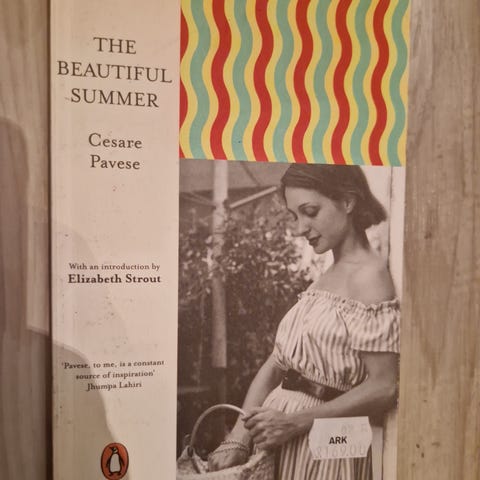 THE
BEAUTIFUL
SUMMER
Cesare
Pavese
With an introduction by
Elizabeth Strout
'Pavese, to me, is a constant
source of inspiration'
Jhumpa Lahiri
ARK